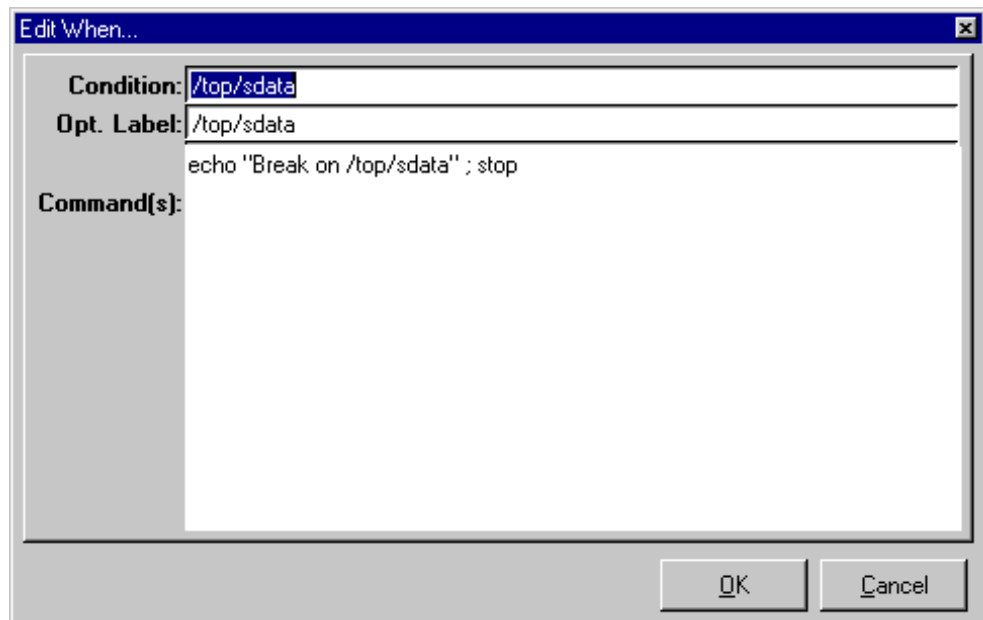 Edit When...
Condition: /top/sdata
Opt. Label: /top/sdata
echo "Break on /top/sdata" ; stop
Command(s):
OK Cancel